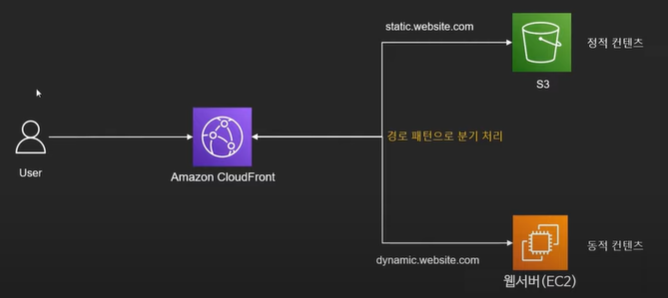 static.website.com
정적 컨텐츠
S3
경로 패턴으로 분기 처리
User
Amazon CloudFront
dynamic.website.com
동적 컨텐츠
웹서버(EC2)